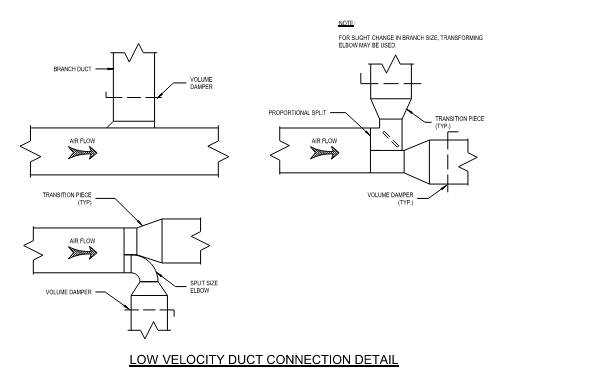 NOTE:
FOR SLIGHT CHANGE IN BRANCH SIZE, TRANSFORMING
ELBOW MAY BE USED.
BRANCH DUCT
VOLUME
DAMPER
AIR FLOW
PROPORTIONAL SPLIT
TRANSITION PIECE
(TYP.)
AIR FLOW
VOLUME DAMPER
(TYP.)
TRANSITION PIECE
(TYP)
AIR FLOW
SPLIT SIZE
ELBOW
VOLUME DAMPER
LOW VELOCITY DUCT CONNECTION DETAIL